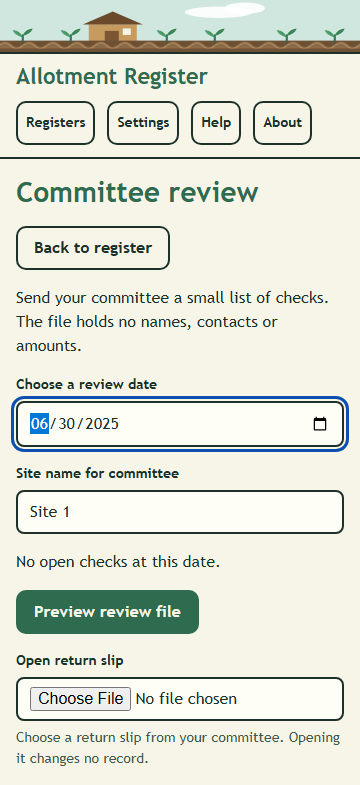 Allotment Register
Registers
Settings
Help
About
Committee review
Back to register
Send your committee a small list of checks.
The file holds no names, contacts or
amounts.
Choose a review date
06/30/2025
Site name for committee
Site 1
No open checks at this date.
Preview review file
Open return slip
Choose File No file chosen
Choose a return slip from your committee. Opening
it changes no record.